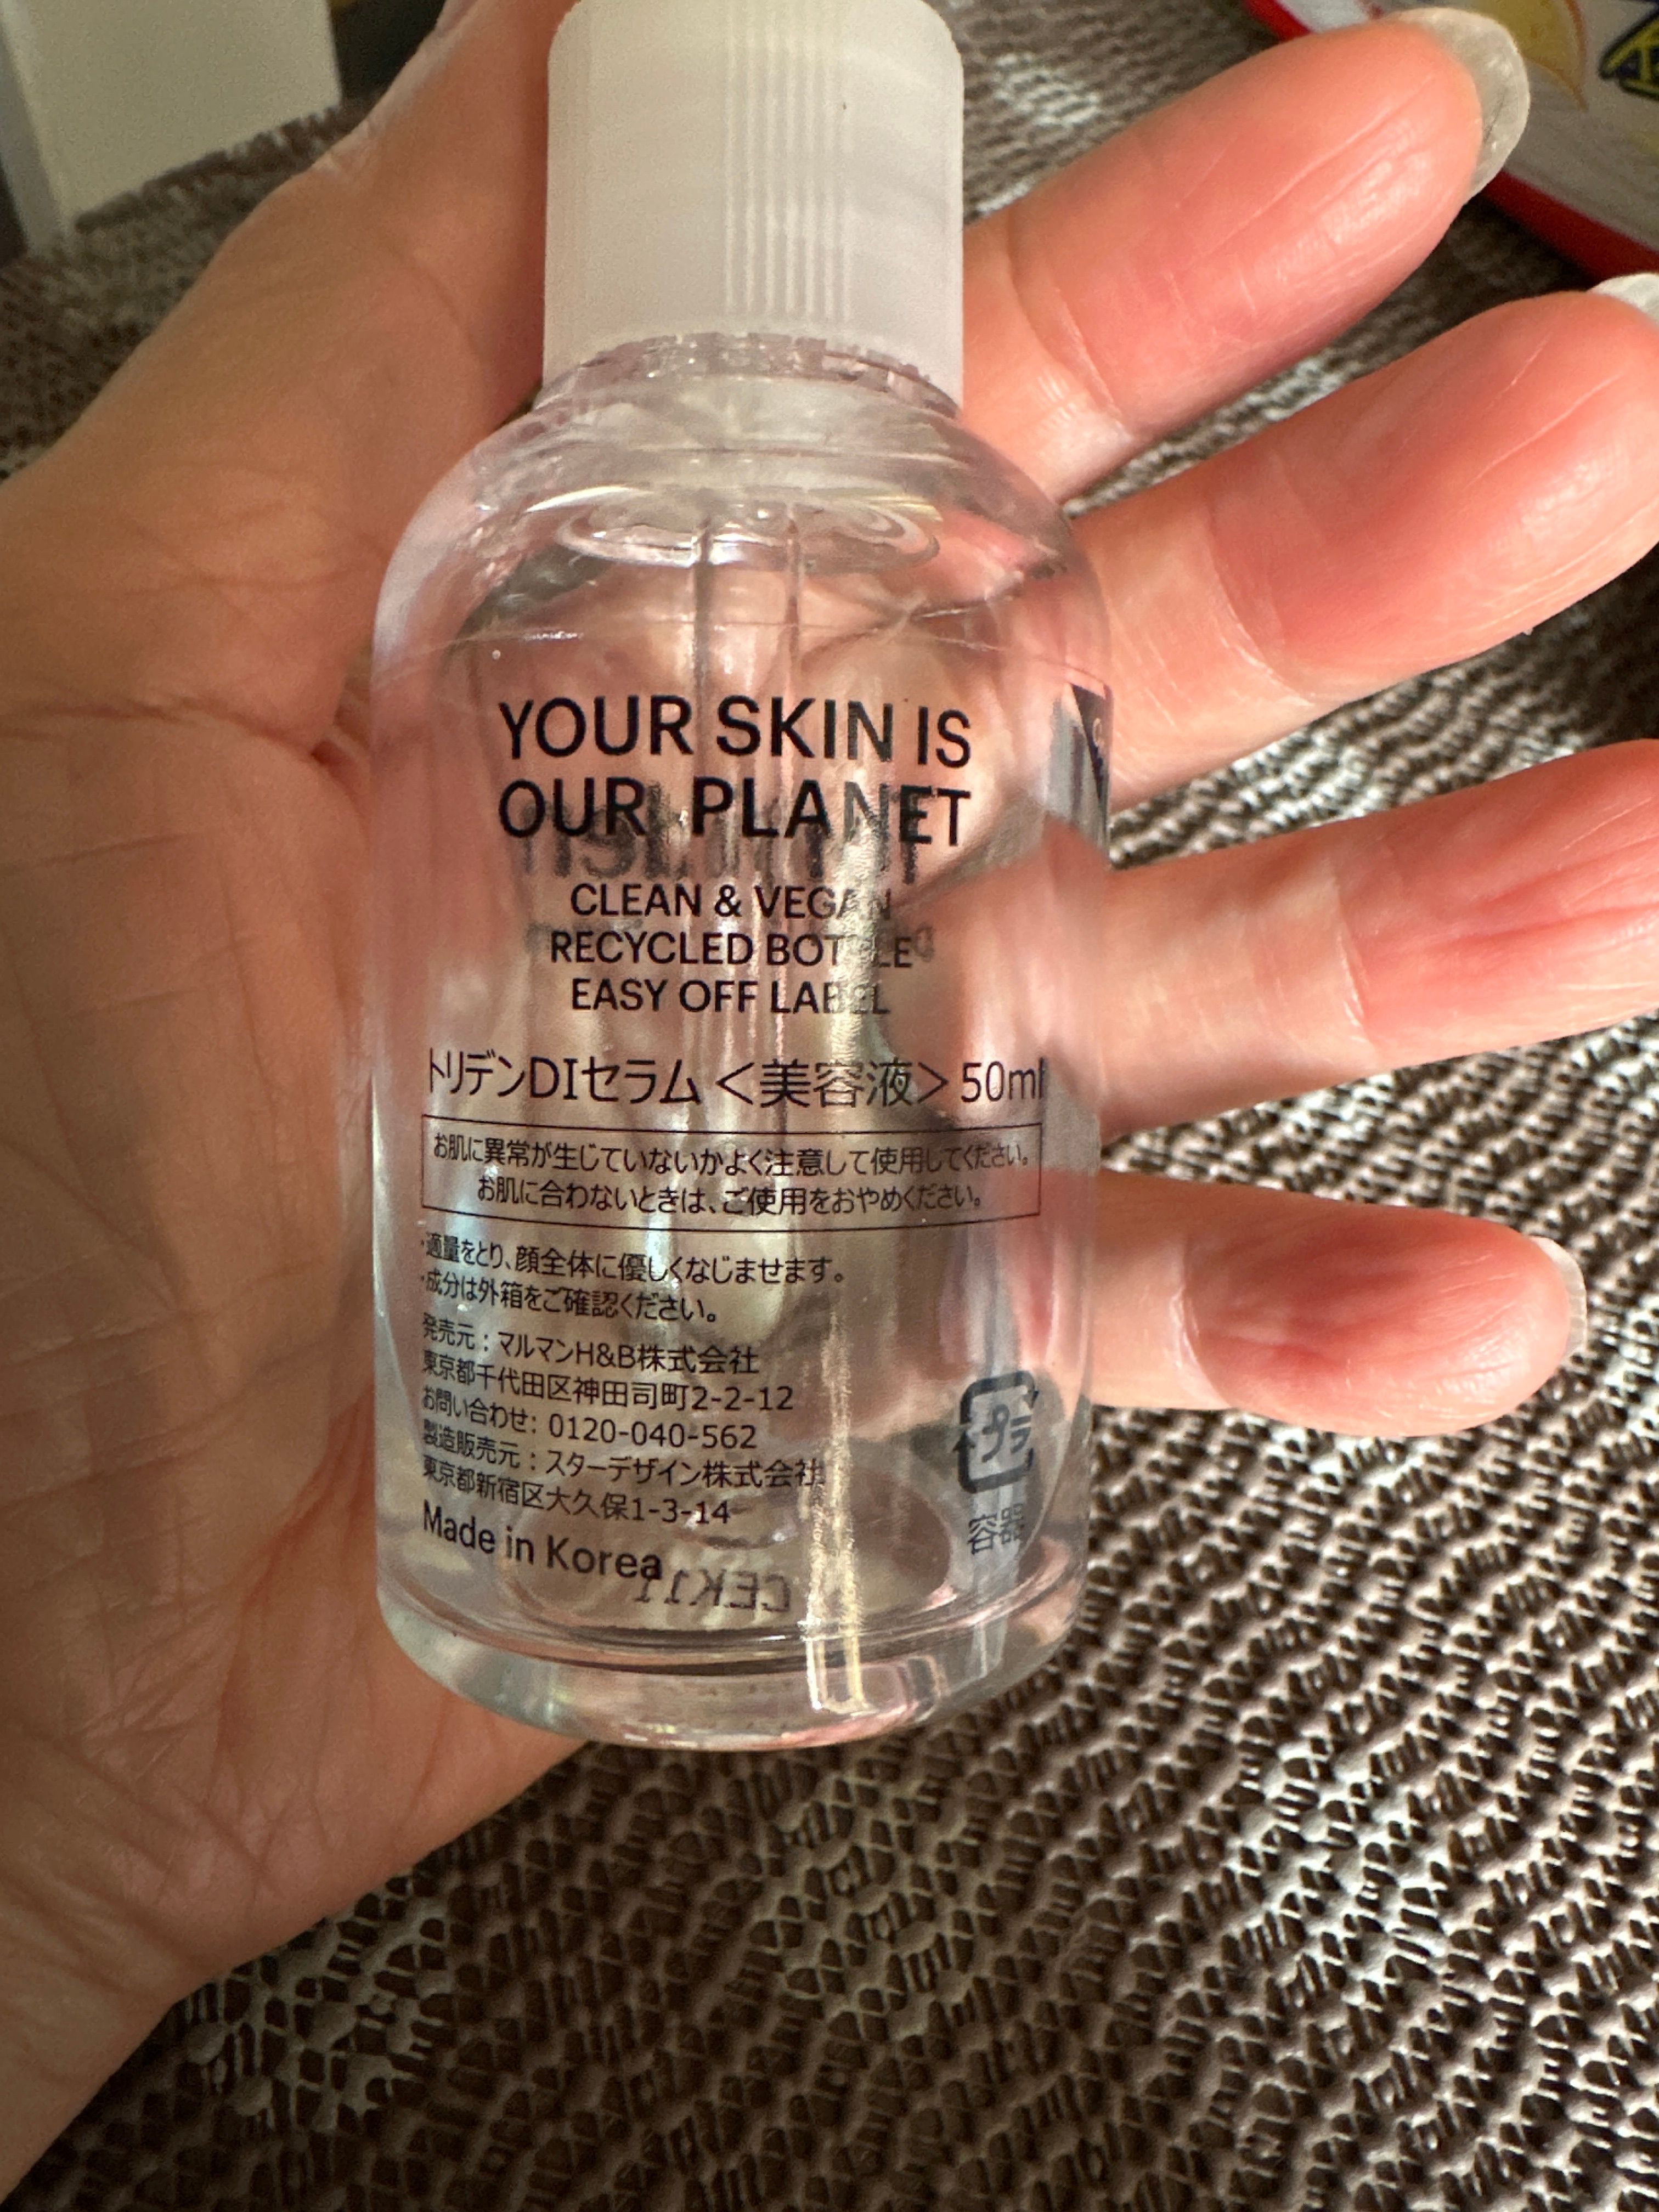 YOUR SKIN IS
OUR PLANET
CLEAN & VEGAN
RECYCLED BOTTLE
EASY OFF LABEL
トリデンDIセラム＜美容液＞50ml
お肌に異常が生じていないかよく注意して使用してください。
お肌に合わないときは、ご使用をおやめください。
・適量をとり、顔全体に優しくなじませます。
・成分は外箱をご確認ください。
発売元：マルマンH&B株式会社
東京都千代田区神田司町2-2-12
お問い合わせ: 0120-040-562
製造販売元：スターデザイン株式会社
東京都新宿区大久保1-3-14
Made in Korea
CEK11
プラ
容器